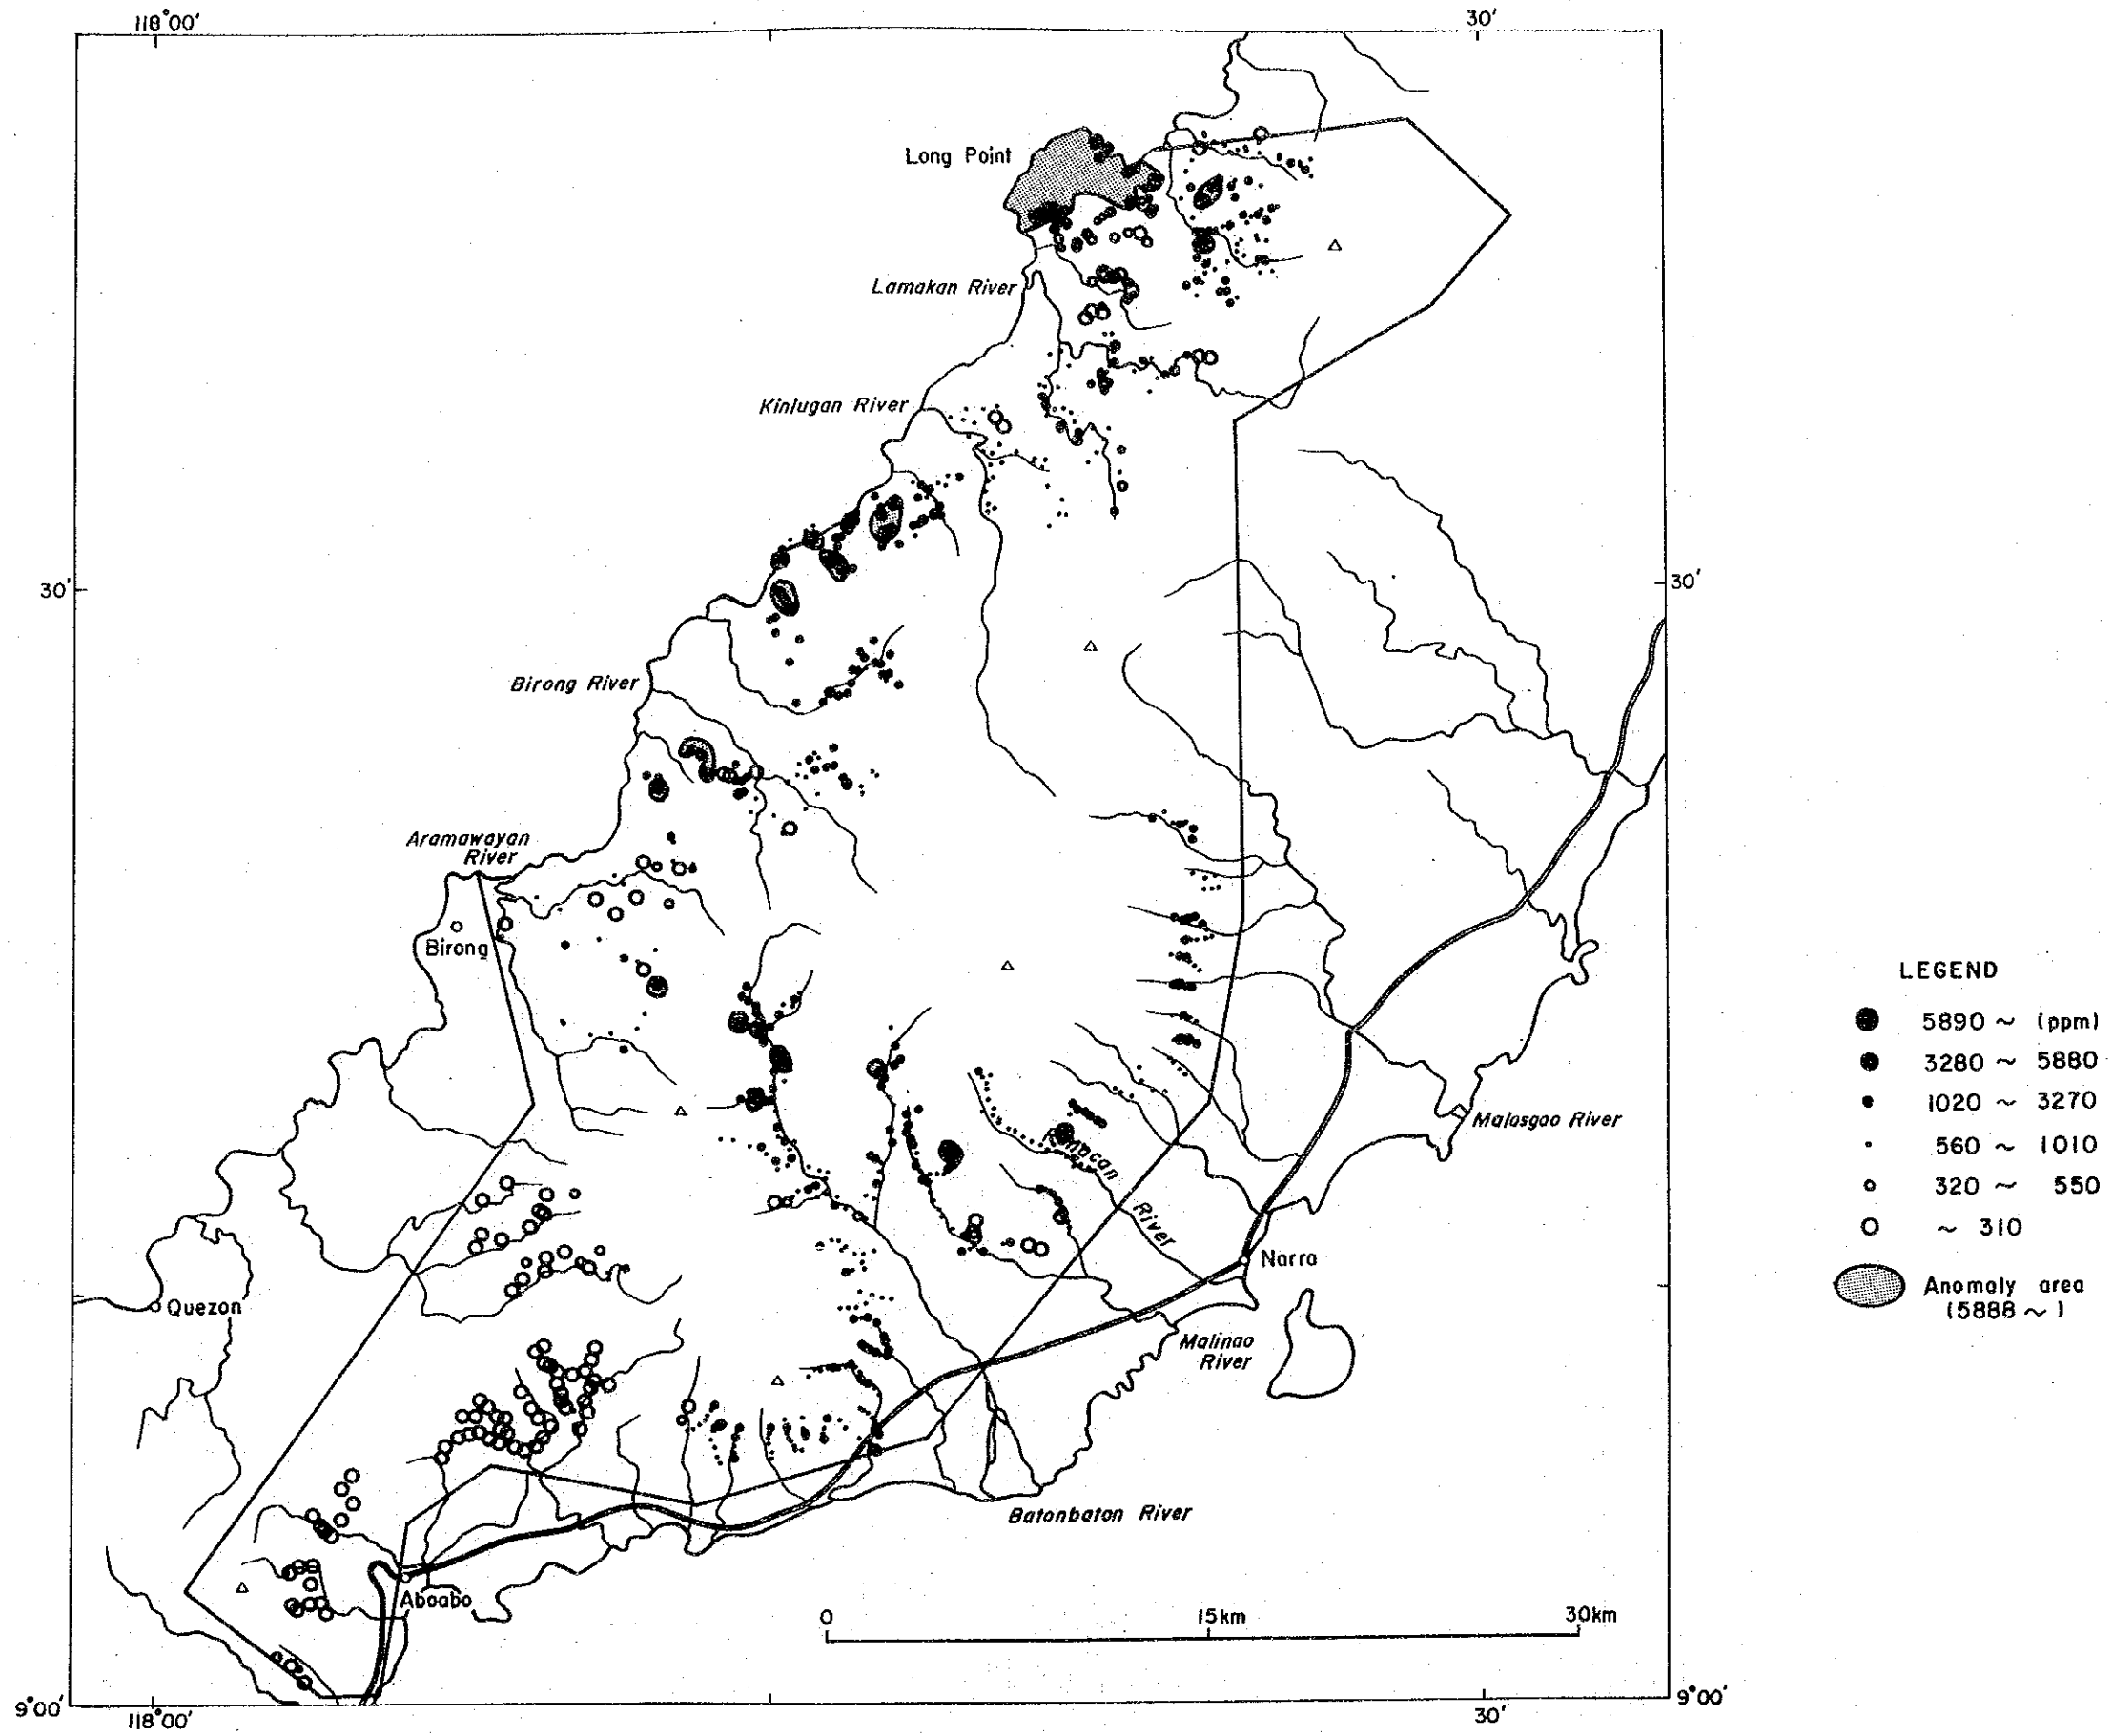 118°00'
30'
Long Point
Lamakan River
Kinlugan River
30'
30'
Birong River
Aramawayan
River
Birong
LEGEND
5890 ~ (ppm)
3280 ~ 5880
1020 ~ 3270
560 ~ 1010
320 ~ 550
~ 310
Anomaly area
(5888 ~ )
Malasgao River
River
Narra
Quezon
Malinao
River
Batonbaton River
Aboabo
0
15km
30km
9°00'
118°00'
30'
9°00'